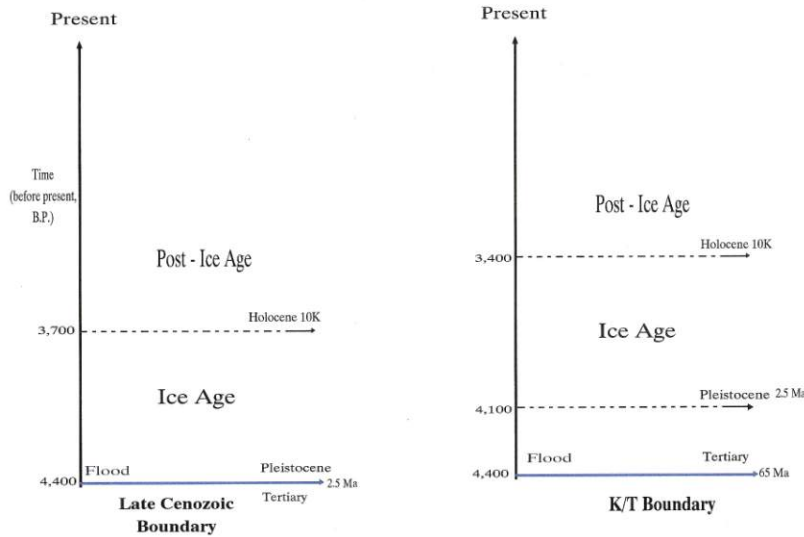 Present
Time
(before present,
B.P.)
Post - Ice Age
Holocene 10K
3,700
Ice Age
Flood
Pleistocene
4,400
2.5 Ma
Tertiary
Late Cenozoic
Boundary
Present
Post - Ice Age
Holocene 10K
3,400
Ice Age
Pleistocene 2.5 Ma
4,100
Flood
Tertiary
4,400
65 Ma
K/T Boundary